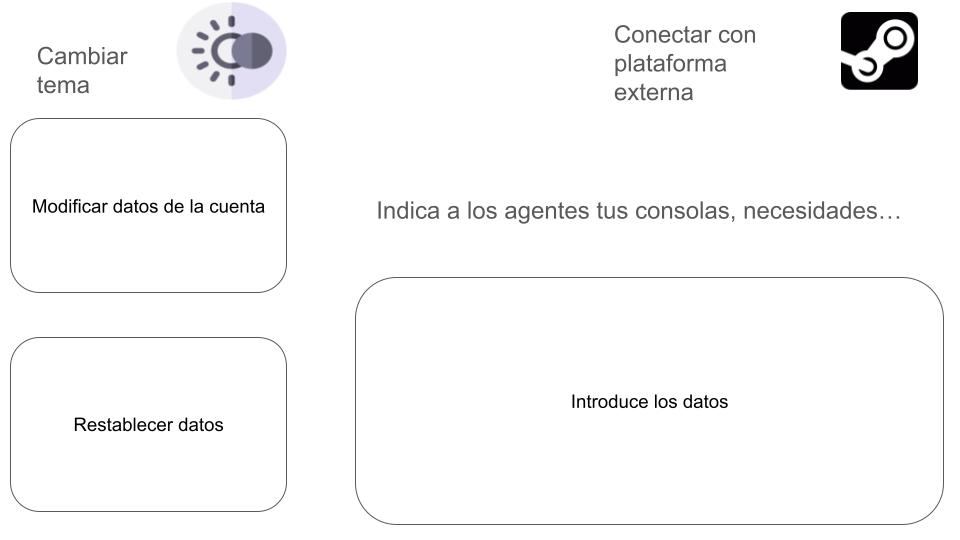 Cambiar
tema
Conectar con
plataforma
externa
Modificar datos de la cuenta
Indica a los agentes tus consolas, necesidades…
Introduce los datos
Restablecer datos